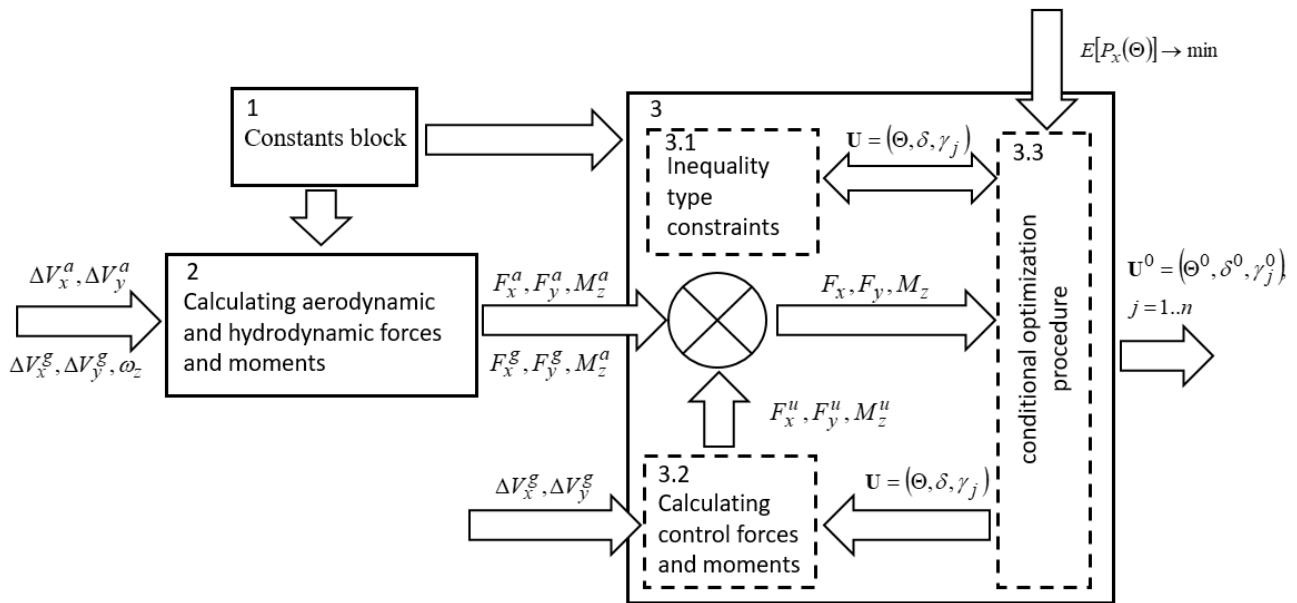 E[P_x(Θ)] → min
1
Constants block
3
3.1
Inequality
type
constraints
U = (Θ, δ, γ_j)
3.3
conditional optimization
procedure
ΔV_x^a, ΔV_y^a
ΔV_x^g, ΔV_y^g, ω_z
2
Calculating aerodynamic
and hydrodynamic forces
and moments
F_x^a, F_y^a, M_z^a
F_x^g, F_y^g, M_z^a
F_x, F_y, M_z
U^0 = (Θ^0, δ^0, γ_j^0),
j = 1..n
F_x^u, F_y^u, M_z^u
ΔV_x^g, ΔV_y^g
3.2
Calculating
control forces
and moments
U = (Θ, δ, γ_j)